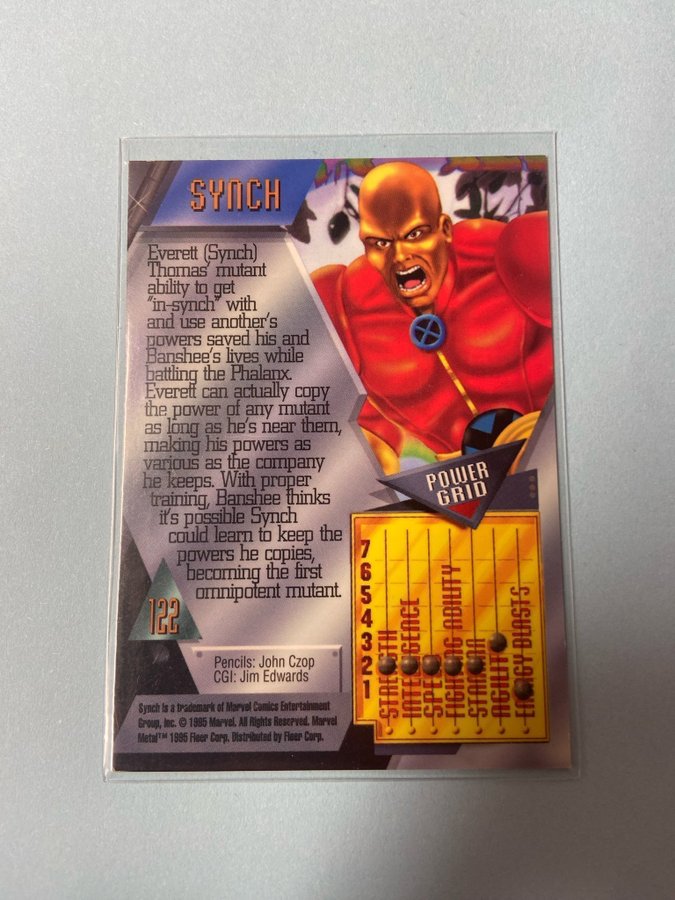 SYNCH
Everett (Synch)
Thomas' mutant
ability to get
"in-synch" with
and use another's
powers saved his and
Banshee's lives while
battling the Phalanx.
Everett can actually copy
the power of any mutant
as long as he's near them,
making his powers as
various as the company
he keeps. With proper
training, Banshee thinks
it's possible Synch
could learn to keep the
powers he copies,
becoming the first
omnipotent mutant.
122
Pencils: John Czop
CGI: Jim Edwards
Synch is a trademark of Marvel Comics Entertainment
Group, Inc. © 1995 Marvel. All Rights Reserved. Marvel
Metal™ 1995 Fleer Corp. Distributed by Fleer Corp.
POWER
GRID
7
6
5
4
3
2
1
STRENGTH
INTELLIGENCE
SPEED
FIGHTING ABILITY
STAMINA
AGILITY
ENERGY BLASTS